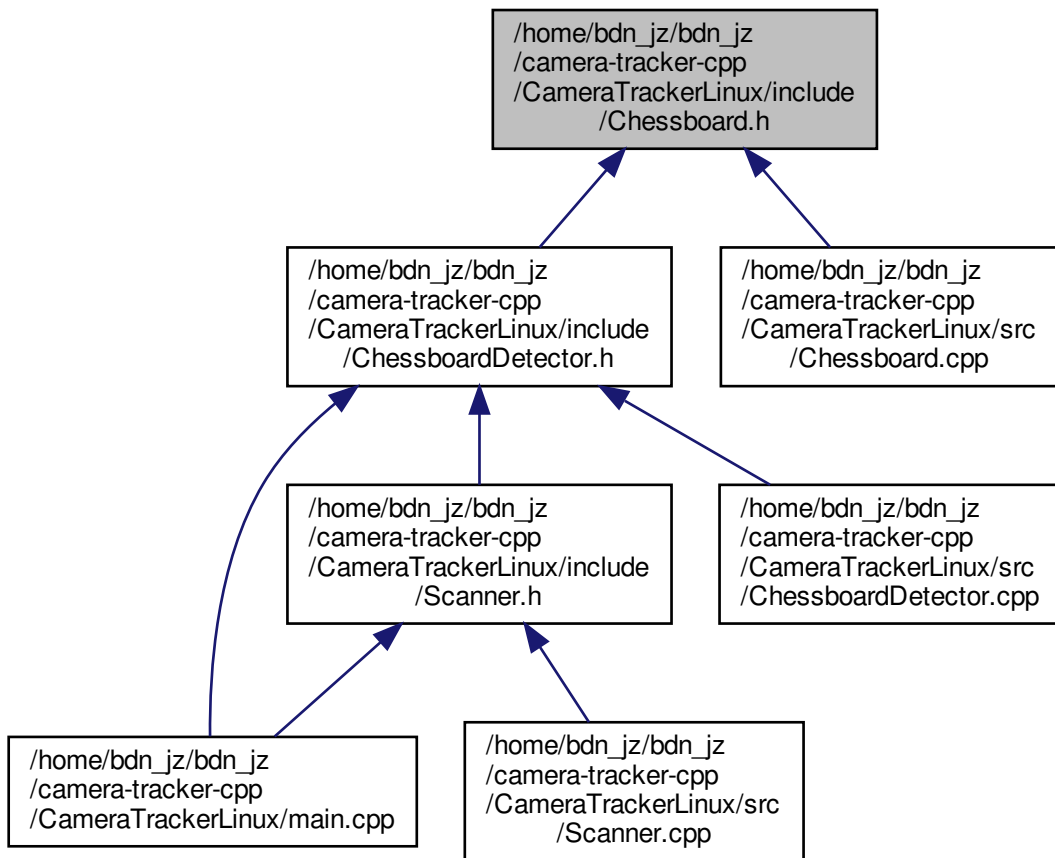 /home/bdn_jz/bdn_jz
/camera-tracker-cpp
/CameraTrackerLinux/include
/Chessboard.h
/home/bdn_jz/bdn_jz
/camera-tracker-cpp
/CameraTrackerLinux/include
/ChessboardDetector.h
/home/bdn_jz/bdn_jz
/camera-tracker-cpp
/CameraTrackerLinux/src
/Chessboard.cpp
/home/bdn_jz/bdn_jz
/camera-tracker-cpp
/CameraTrackerLinux/include
/Scanner.h
/home/bdn_jz/bdn_jz
/camera-tracker-cpp
/CameraTrackerLinux/src
/ChessboardDetector.cpp
/home/bdn_jz/bdn_jz
/camera-tracker-cpp
/CameraTrackerLinux/main.cpp
/home/bdn_jz/bdn_jz
/camera-tracker-cpp
/CameraTrackerLinux/src
/Scanner.cpp